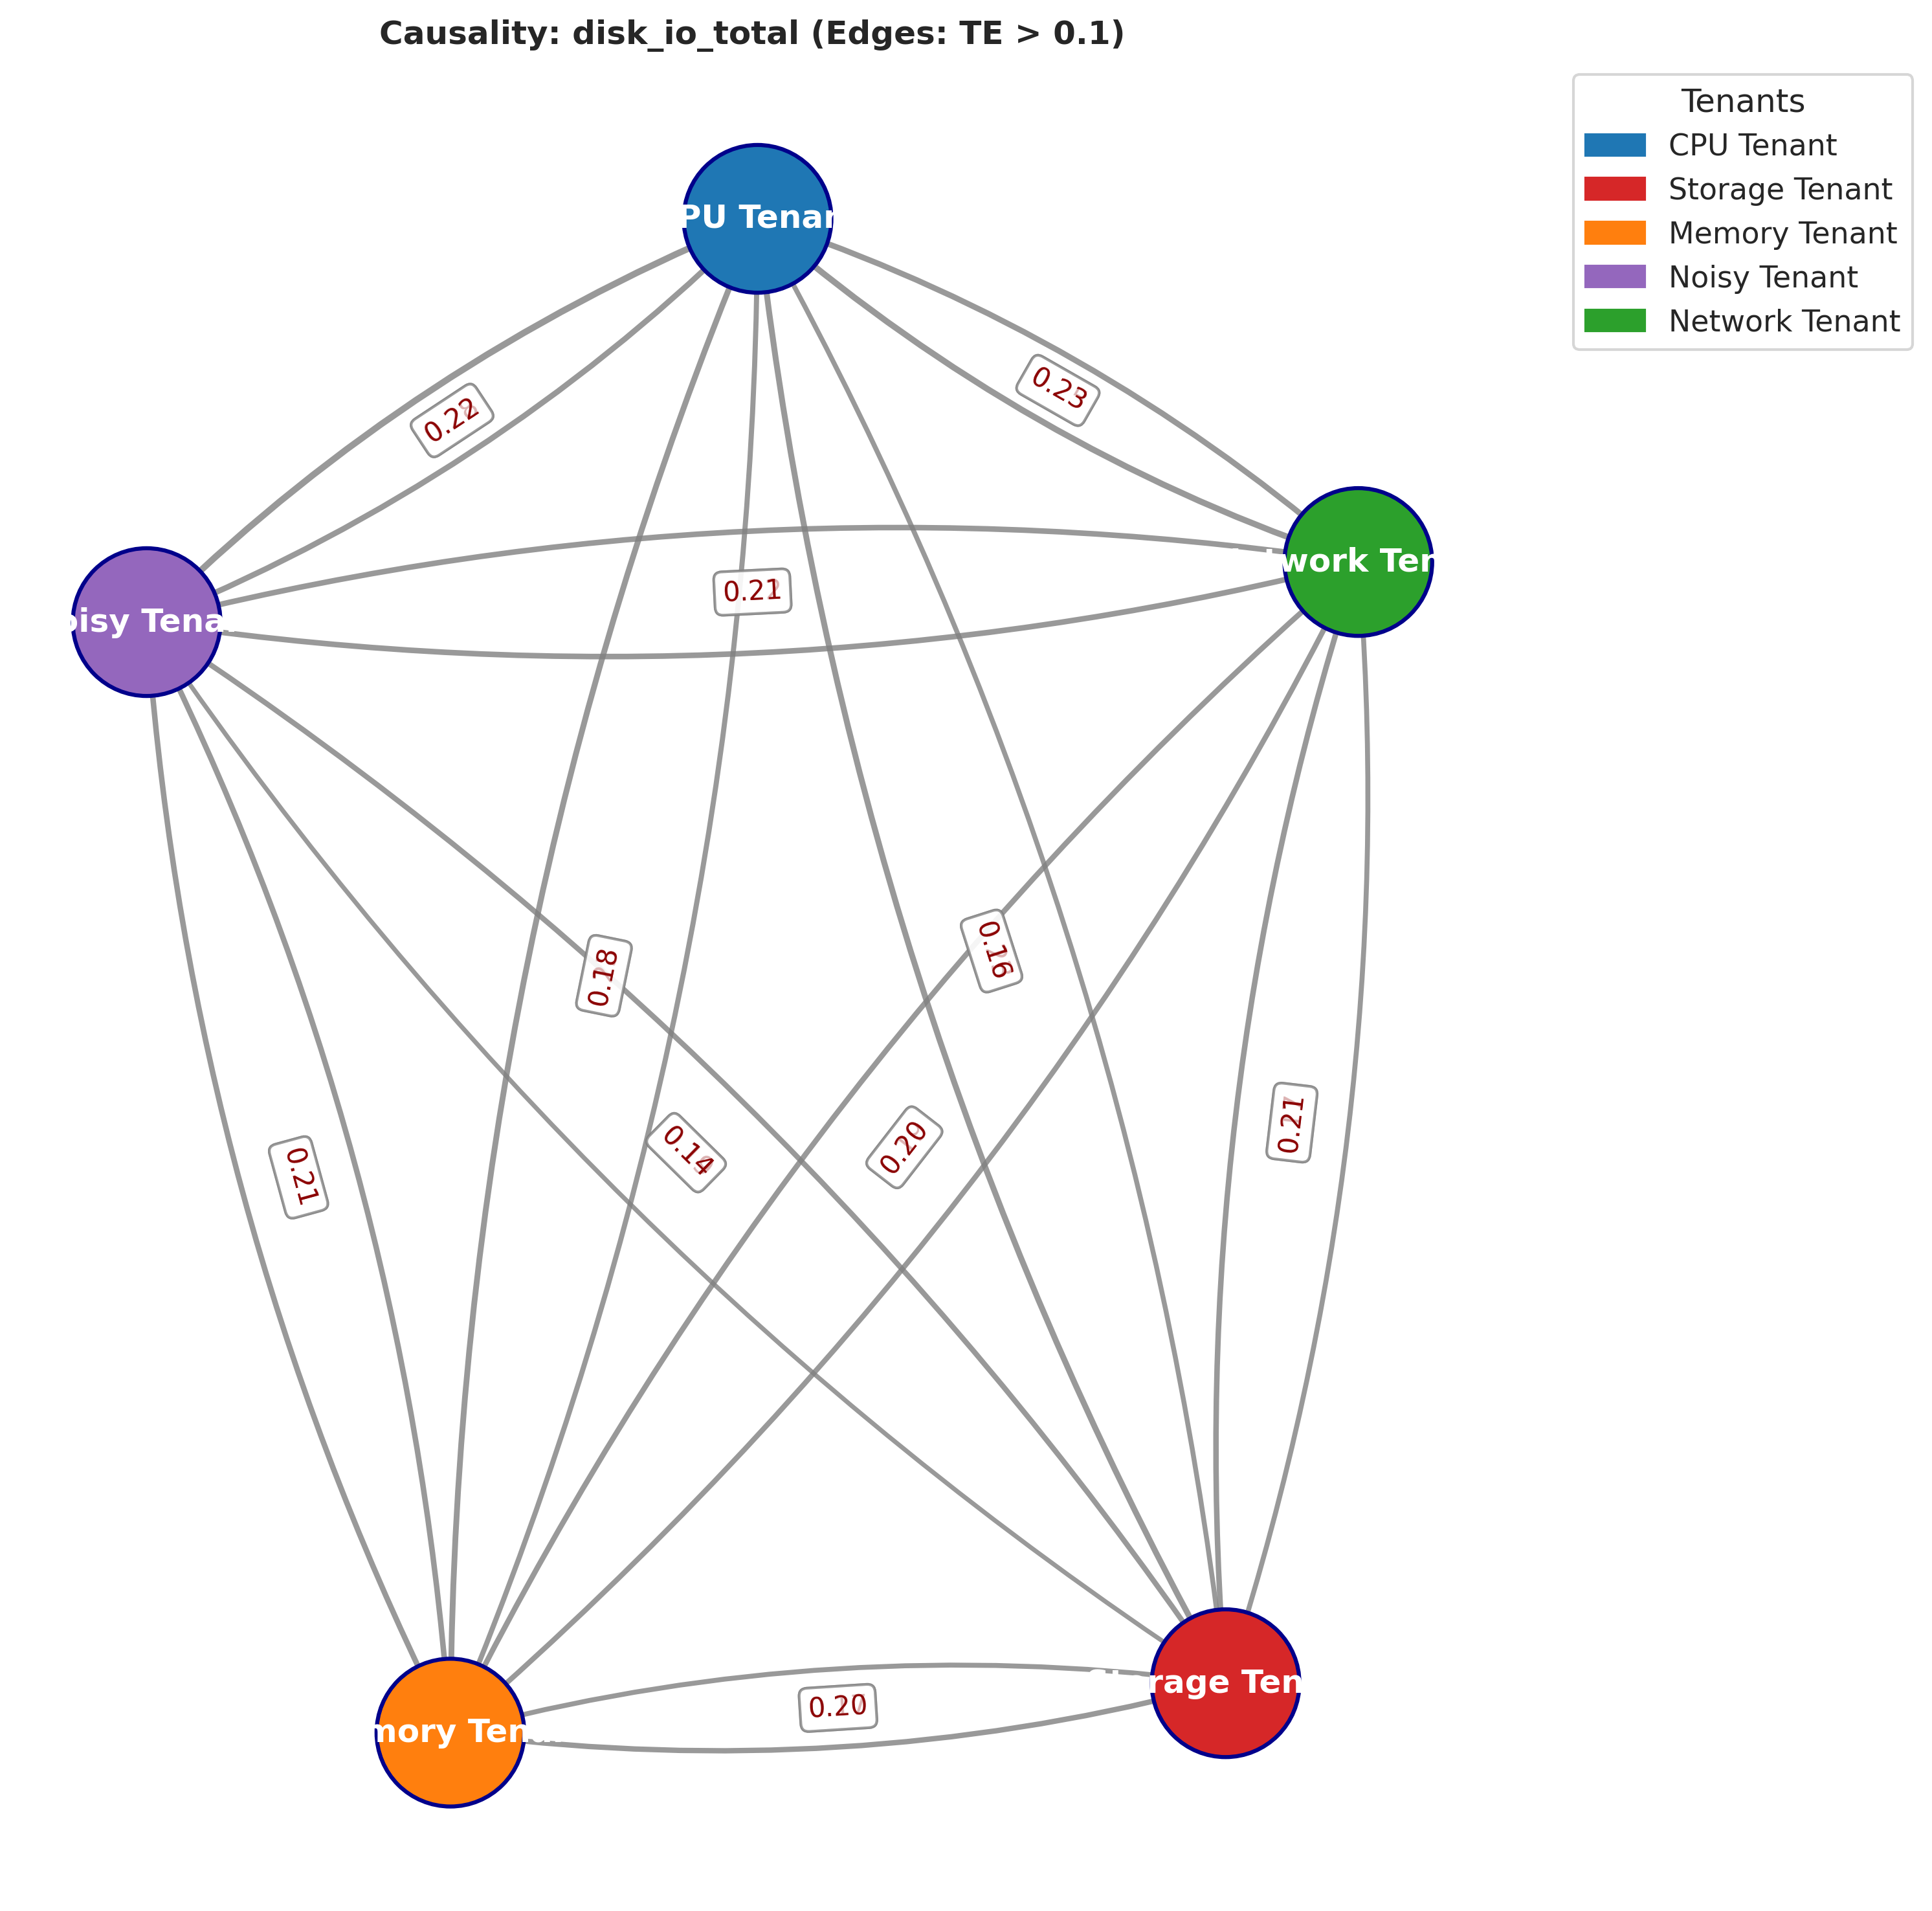 Causality: disk_io_total (Edges: TE > 0.1)
Tenants
CPU Tenant
Storage Tenant
Memory Tenant
Noisy Tenant
Network Tenant
PU Tenan
0.23
0.22
work Ten
0.21
oisy Tena
0.18
0.16
0.21
0.14
0.20
0.21
rage Ten
0.20
mory Ten